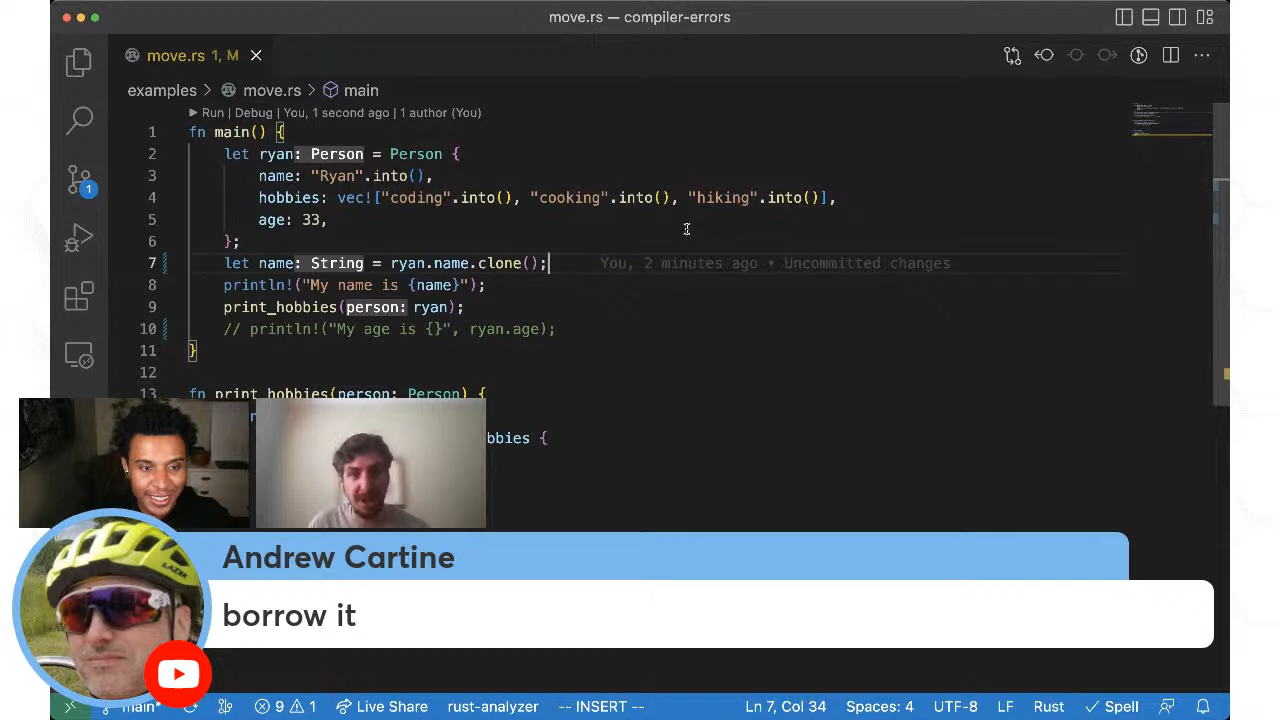 move.rs — compiler-errors
move.rs 1, M
examples > move.rs > main
Run | Debug | You, 1 second ago | 1 author (You)
1 fn main() {
2 let ryan: Person = Person {
3 name: "Ryan".into(),
4 hobbies: vec!["coding".into(), "cooking".into(), "hiking".into()],
5 age: 33,
6 };
7 let name: String = ryan.name.clone(); You, 2 minutes ago • Uncommitted changes
8 println!("My name is {name}");
9 print_hobbies(person: ryan);
10 // println!("My age is {}", ryan.age);
11 }
12
13 fn print_hobbies(person: Person) {
bbies {
1
Andrew Cartine
borrow it
LAZER
main* 9 1 Live Share rust-analyzer -- INSERT -- Ln 7, Col 34 Spaces: 4 UTF-8 LF Rust Spell